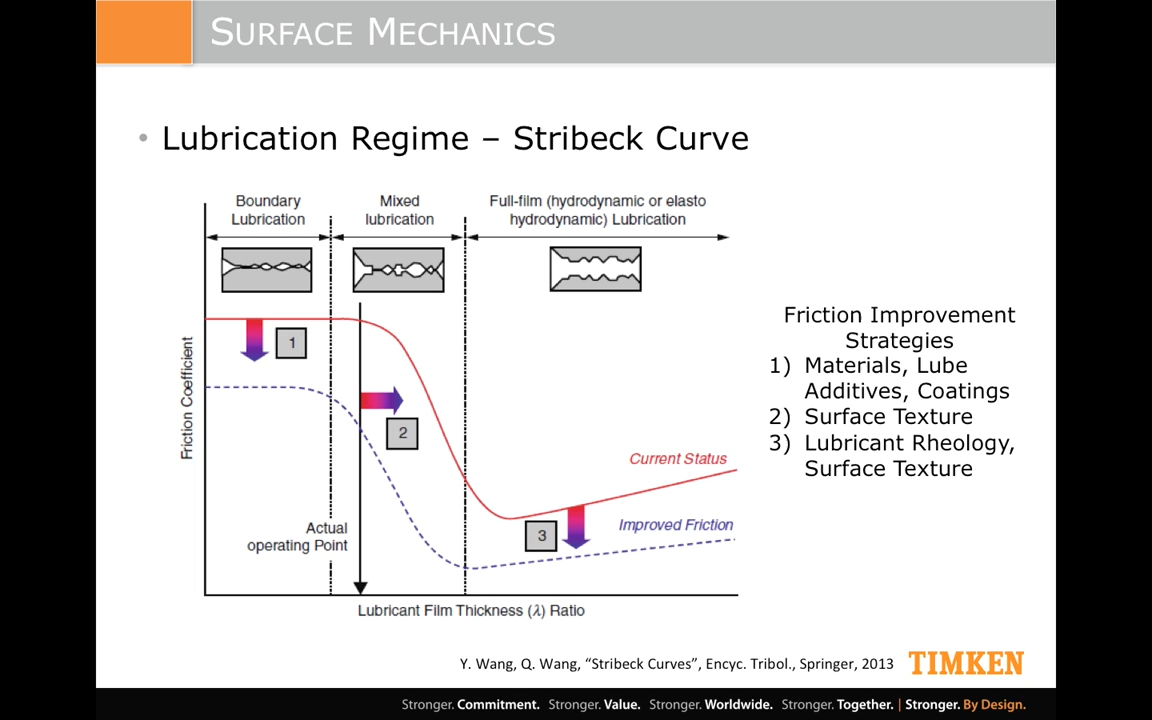 SURFACE MECHANICS
• Lubrication Regime – Stribeck Curve
Boundary
Lubrication
Mixed
lubrication
Full-film (hydrodynamic or elasto
hydrodynamic) Lubrication
Friction Coefficient
1
2
3
Current Status
Improved Friction
Actual
operating Point
Lubricant Film Thickness (λ) Ratio
Friction Improvement
Strategies
1) Materials, Lube
Additives, Coatings
2) Surface Texture
3) Lubricant Rheology,
Surface Texture
Y. Wang, Q. Wang, “Stribeck Curves”, Encyc. Tribol., Springer, 2013
TIMKEN
Stronger. Commitment. Stronger. Value. Stronger. Worldwide. Stronger. Together. | Stronger. By Design.